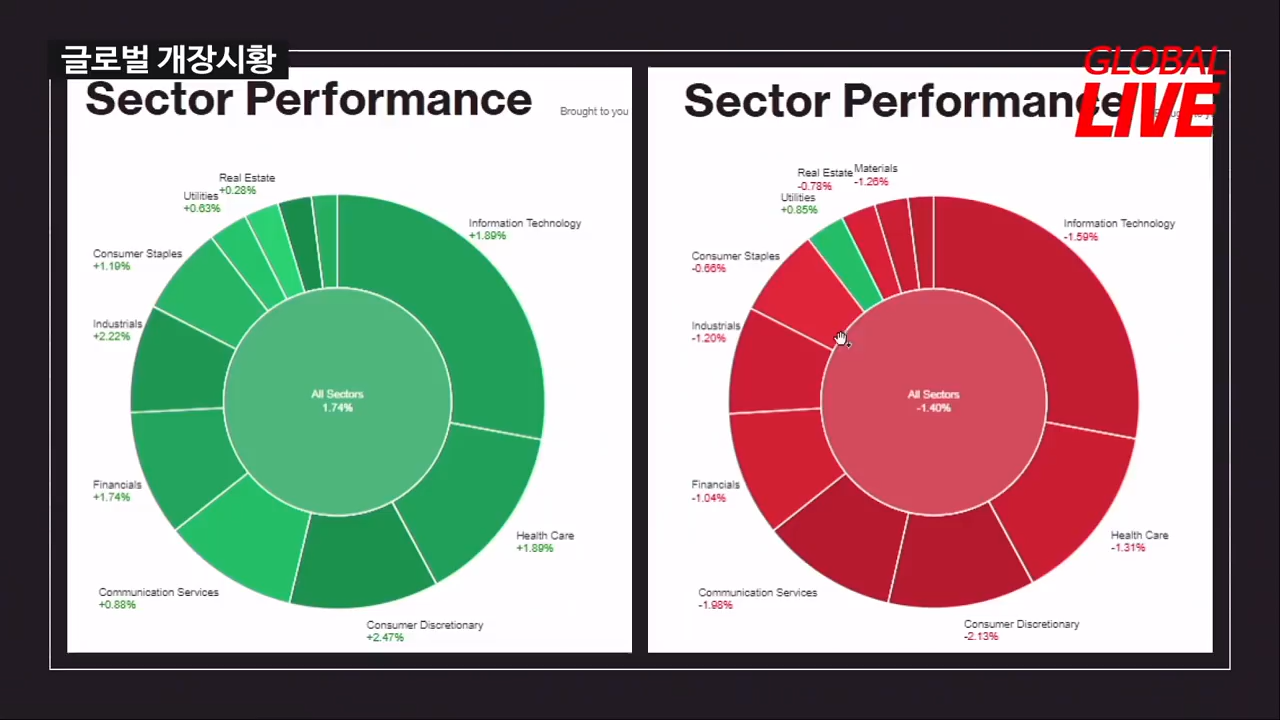 글로벌 개장시황
GLOBAL
LIVE
Sector Performance
Brought to you
Real Estate
+0.28%
Utilities
+0.63%
Information Technology
+1.89%
Consumer Staples
+1.19%
Industrials
+2.22%
All Sectors
1.74%
Financials
+1.74%
Health Care
+1.89%
Communication Services
+0.88%
Consumer Discretionary
+2.47%
Sector Performance
Materials
-1.26%
Real Estate
-0.78%
Utilities
+0.85%
Information Technology
-1.59%
Consumer Staples
-0.66%
Industrials
-1.20%
All Sectors
-1.40%
Financials
-1.04%
Health Care
-1.31%
Communication Services
-1.98%
Consumer Discretionary
-2.13%